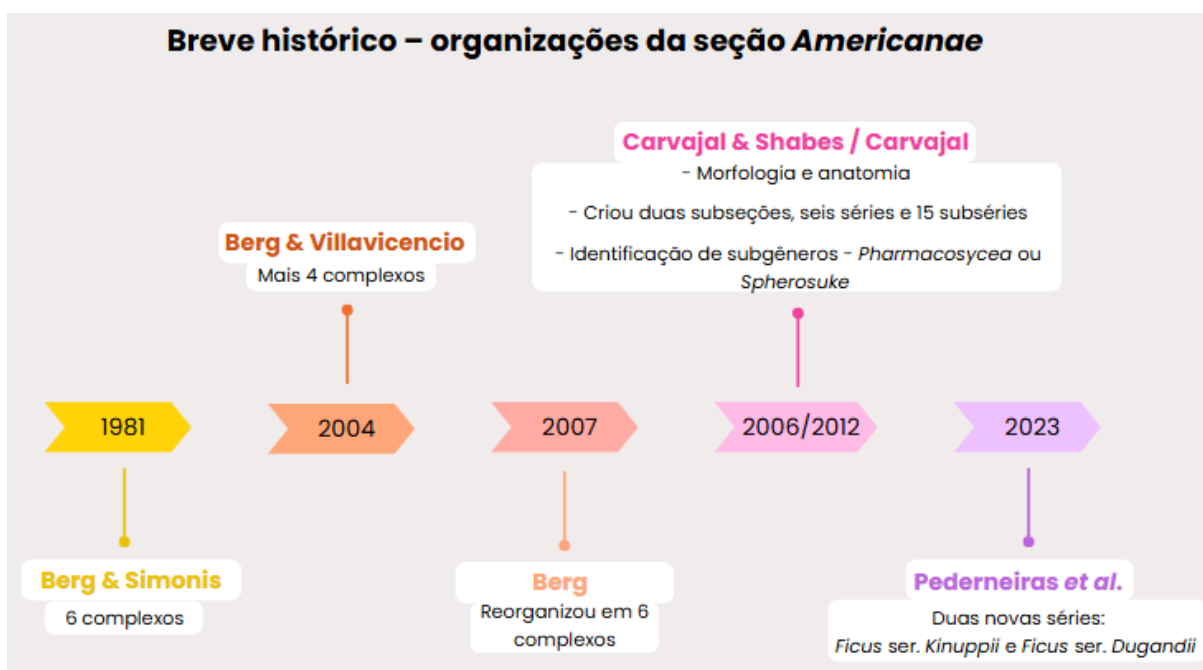 Breve histórico – organizações da seção Americanae
Carvajal & Shabes / Carvajal
- Morfologia e anatomia
- Criou duas subseções, seis séries e 15 subséries
- Identificação de subgêneros - Pharmacosycea ou
Spherosuke
Berg & Villavicencio
Mais 4 complexos
1981
2004
2007
2006/2012
2023
Berg & Simonis
6 complexos
Berg
Reorganizou em 6
complexos
Pederneiras et al.
Duas novas séries:
Ficus ser. Kinuppii e Ficus ser. Dugandii